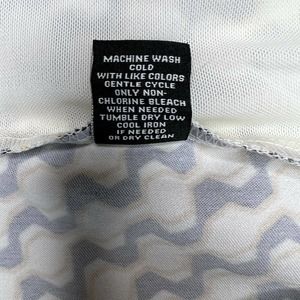 MACHINE WASH
COLD
WITH LIKE COLORS
GENTLE CYCLE
ONLY NON-
CHLORINE BLEACH
WHEN NEEDED
TUMBLE DRY LOW
COOL IRON
IF NEEDED
OR DRY CLEAN